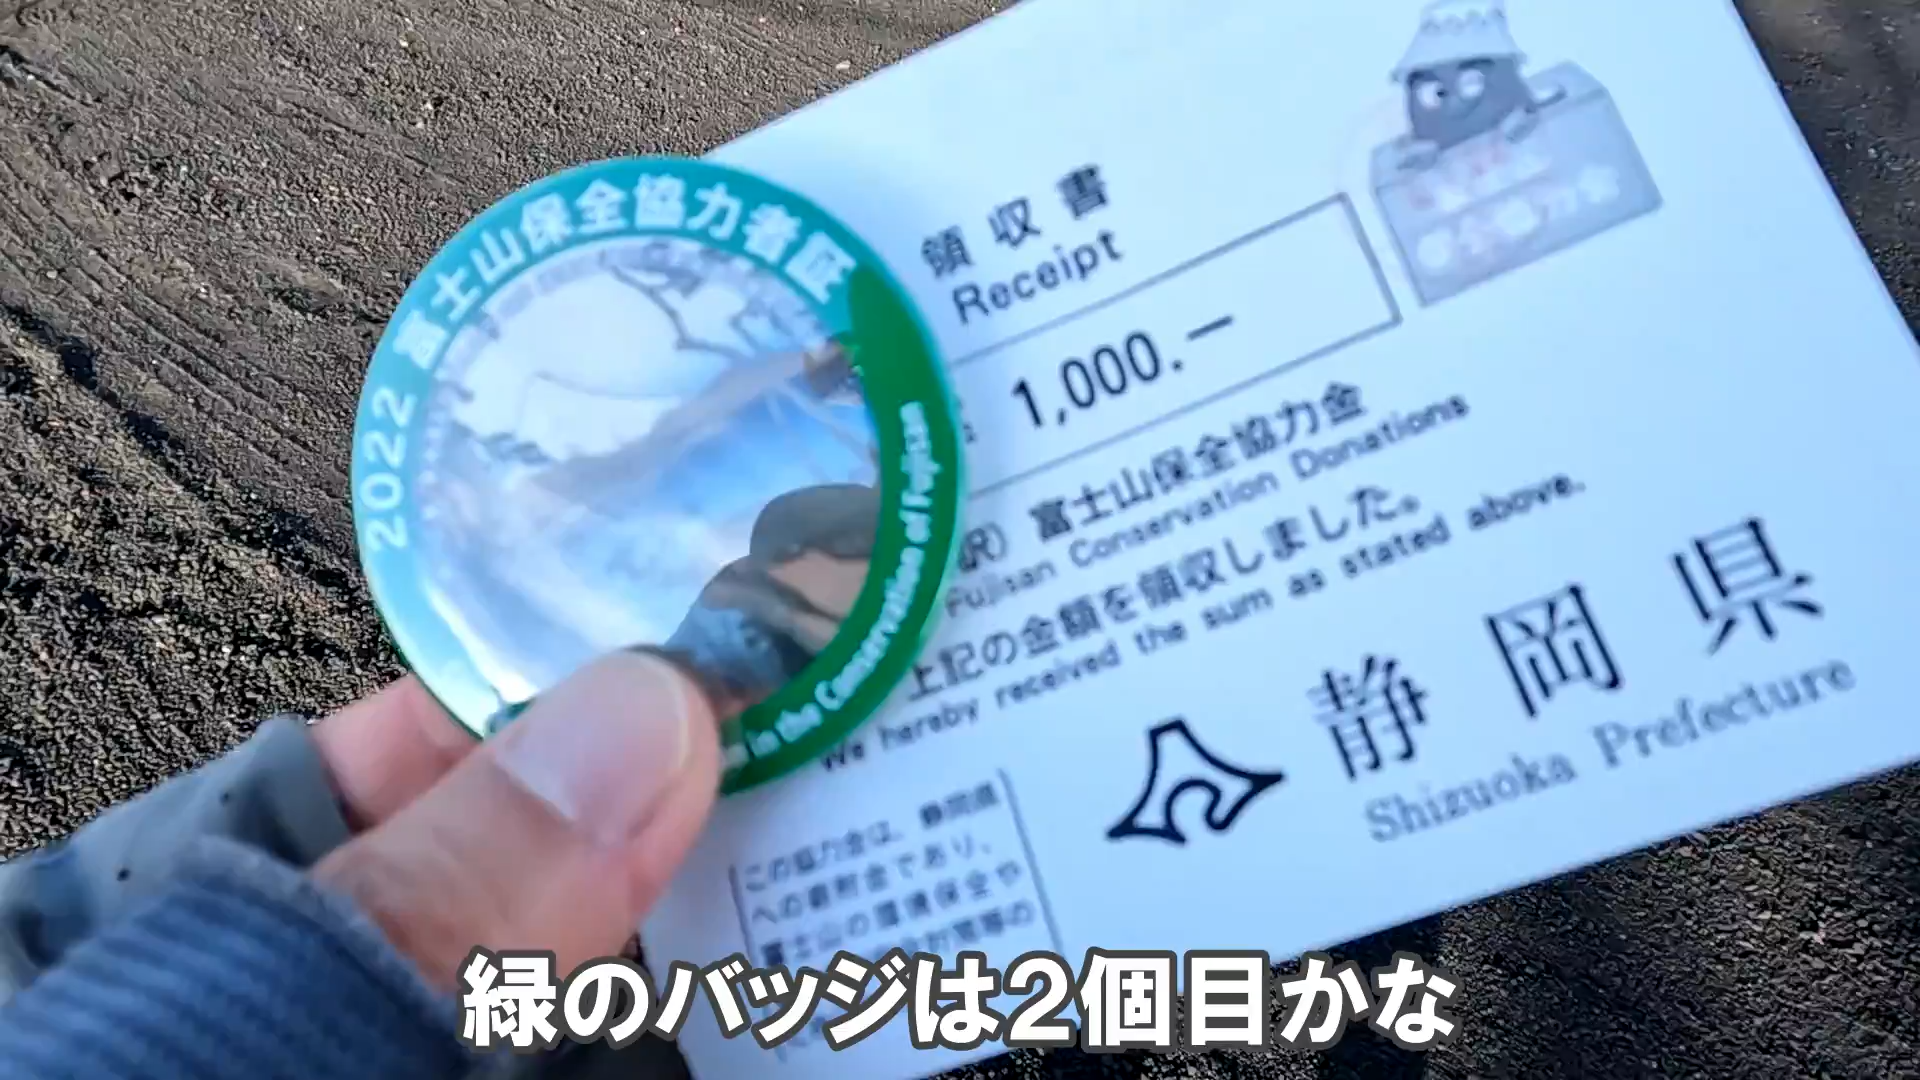 2022 富士山保全協力者証
in the Conservation of Fujisan
領収書
Receipt
1,000.―
訳) 富士山保全協力金
Fujisan Conservation Donations
上記の金額を領収しました。
We hereby received the sum as stated above.
静岡県
Shizuoka Prefecture
この協力金は、静岡県
への寄附金であり、
富士山の環境保全や
緑のバッジは2個目かな